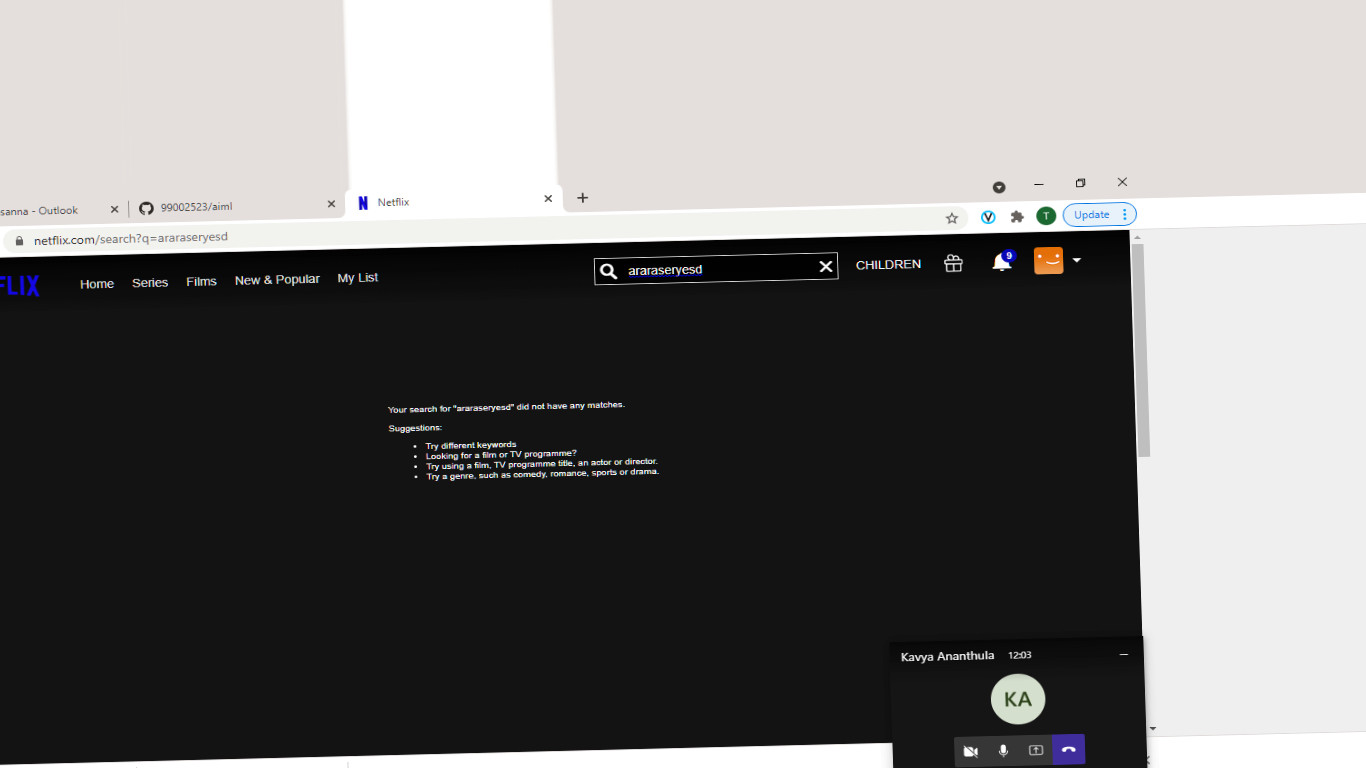 sanna - Outlook
99002523/aiml
Netflix
netflix.com/search?q=araraseryesd
T
Update
FLIX
Home
Series
Films
New & Popular
My List
araraseryesd
CHILDREN
9
Your search for "araraseryesd" did not have any matches.
Suggestions:
Try different keywords
Looking for a film or TV programme?
Try using a film, TV programme title, an actor or director.
Try a genre, such as comedy, romance, sports or drama.
Kavya Ananthula 12:03
KA